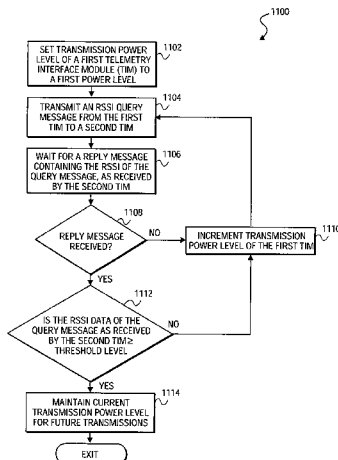 1100
SET TRANSMISSION POWER
LEVEL OF A FIRST TELEMETRY
INTERFACE MODULE (TIM) TO
A FIRST POWER LEVEL
1102
TRANSMIT AN RSSI QUERY
MESSAGE FROM THE FIRST
TIM TO A SECOND TIM
1104
WAIT FOR A REPLY MESSAGE
CONTAINING THE RSSI OF THE
QUERY MESSAGE, AS RECEIVED
BY THE SECOND TIM
1106
REPLY MESSAGE
RECEIVED?
1108
NO
INCREMENT TRANSMISSION
POWER LEVEL OF THE FIRST TIM
YES
1112
IS THE RSSI DATA OF THE
QUERY MESSAGE AS RECEIVED
BY THE SECOND TIM≥
THRESHOLD LEVEL
NO
YES
MAINTAIN CURRENT
TRANSMISSION POWER LEVEL
FOR FUTURE TRANSMISSIONS
1114
EXIT